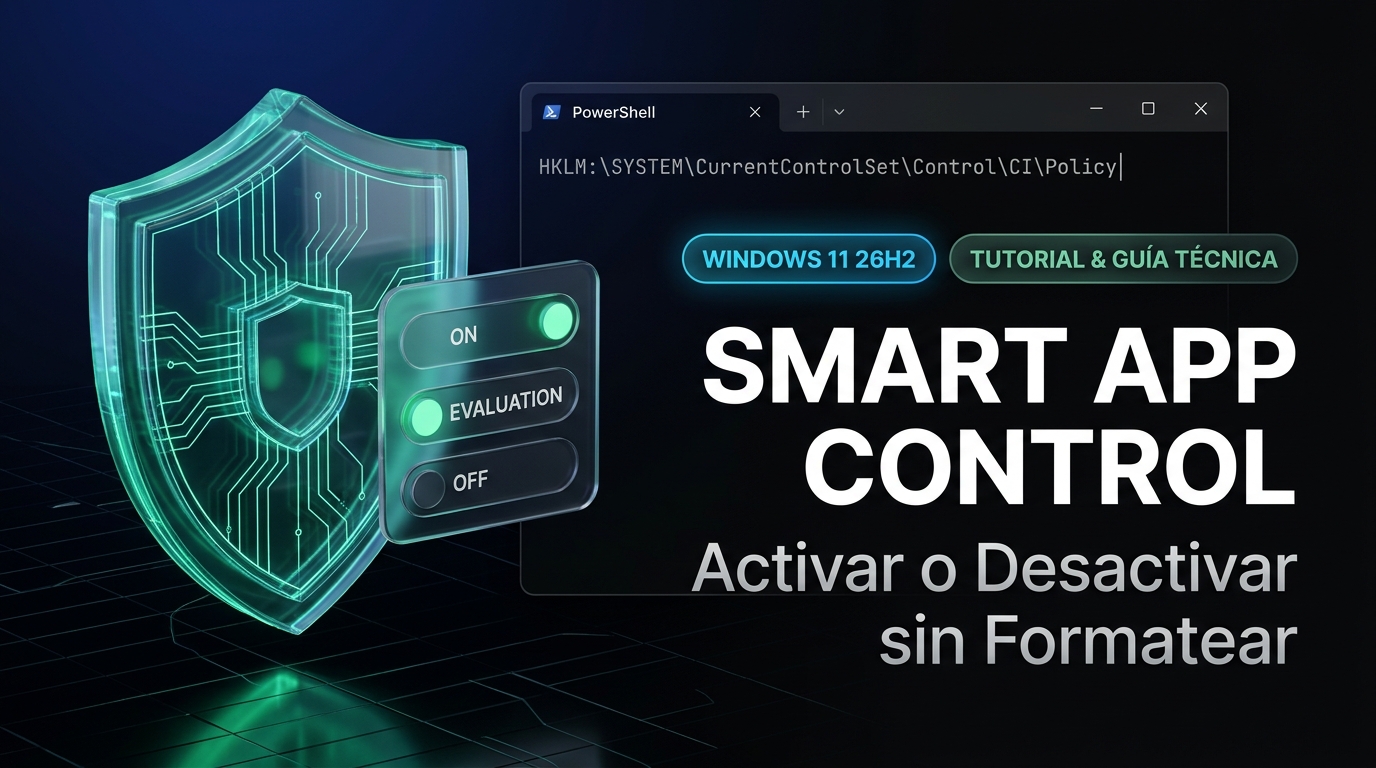 PowerShell
HKLM:\SYSTEM\CurrentControlSet\Control\CI\Policy
WINDOWS 11 26H2
TUTORIAL & GUÍA TÉCNICA
ON
EVALUATION
OFF
SMART APP
CONTROL
Activar o Desactivar
sin Formatear